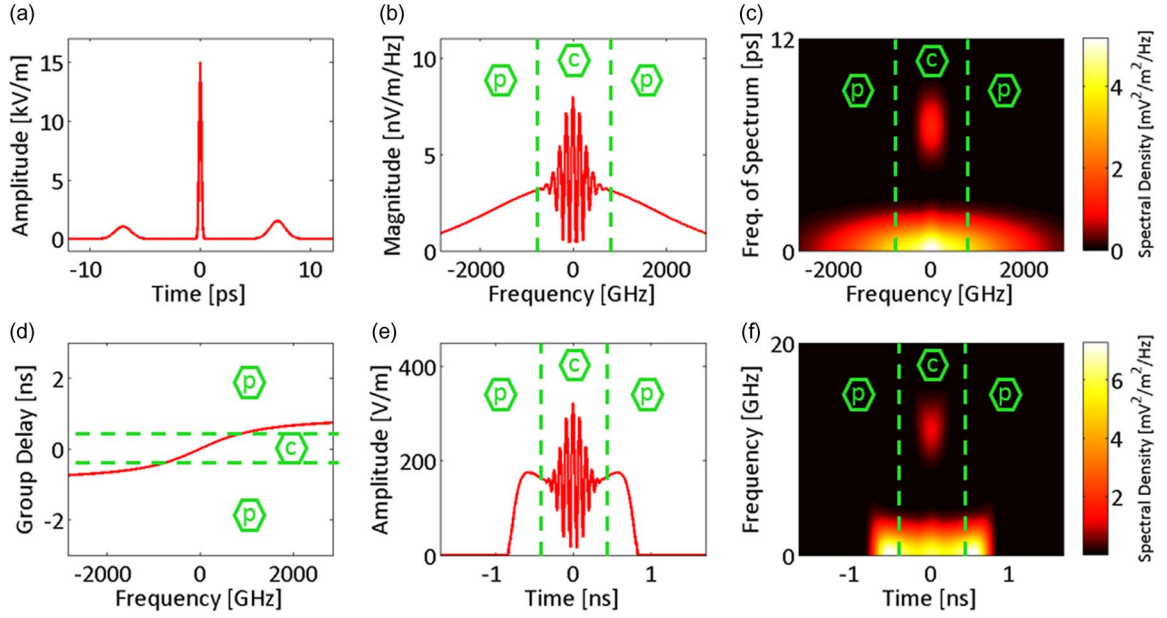 (a)
Amplitude [kV/m]
15
10
5
0
-10
0
10
Time [ps]
(b)
Magnitude [nV/m/Hz]
10
5
0
p
c
p
-2000
0
2000
Frequency [GHz]
(c)
Freq. of Spectrum [ps]
12
0
p
c
p
-2000
0
2000
Frequency [GHz]
4
2
0
Spectral Density [mV²/m²/Hz]
(d)
Group Delay [ns]
2
0
-2
p
c
p
-2000
0
2000
Frequency [GHz]
(e)
Amplitude [V/m]
400
200
0
p
c
p
-1
0
1
Time [ns]
(f)
Frequency [GHz]
20
10
0
p
c
p
-1
0
1
Time [ns]
6
4
2
Spectral Density [mV²/m²/Hz]